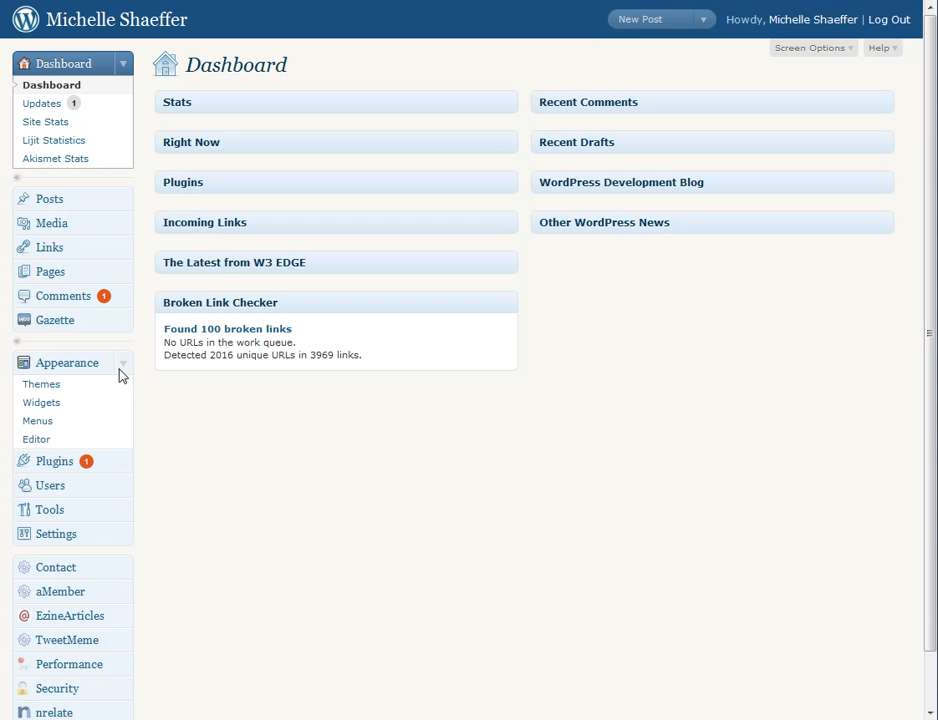 Michelle Shaeffer
New Post
Howdy, Michelle Shaeffer | Log Out
Screen Options
Help
Dashboard
Dashboard
Updates 1
Site Stats
Lijit Statistics
Akismet Stats
Posts
Media
Links
Pages
Comments 1
Gazette
Appearance
Themes
Widgets
Menus
Editor
Plugins 1
Users
Tools
Settings
Contact
aMember
EzineArticles
TweetMeme
Performance
Security
nrelate
Dashboard
Stats
Right Now
Plugins
Incoming Links
The Latest from W3 EDGE
Broken Link Checker
Found 100 broken links
No URLs in the work queue.
Detected 2016 unique URLs in 3969 links.
Recent Comments
Recent Drafts
WordPress Development Blog
Other WordPress News